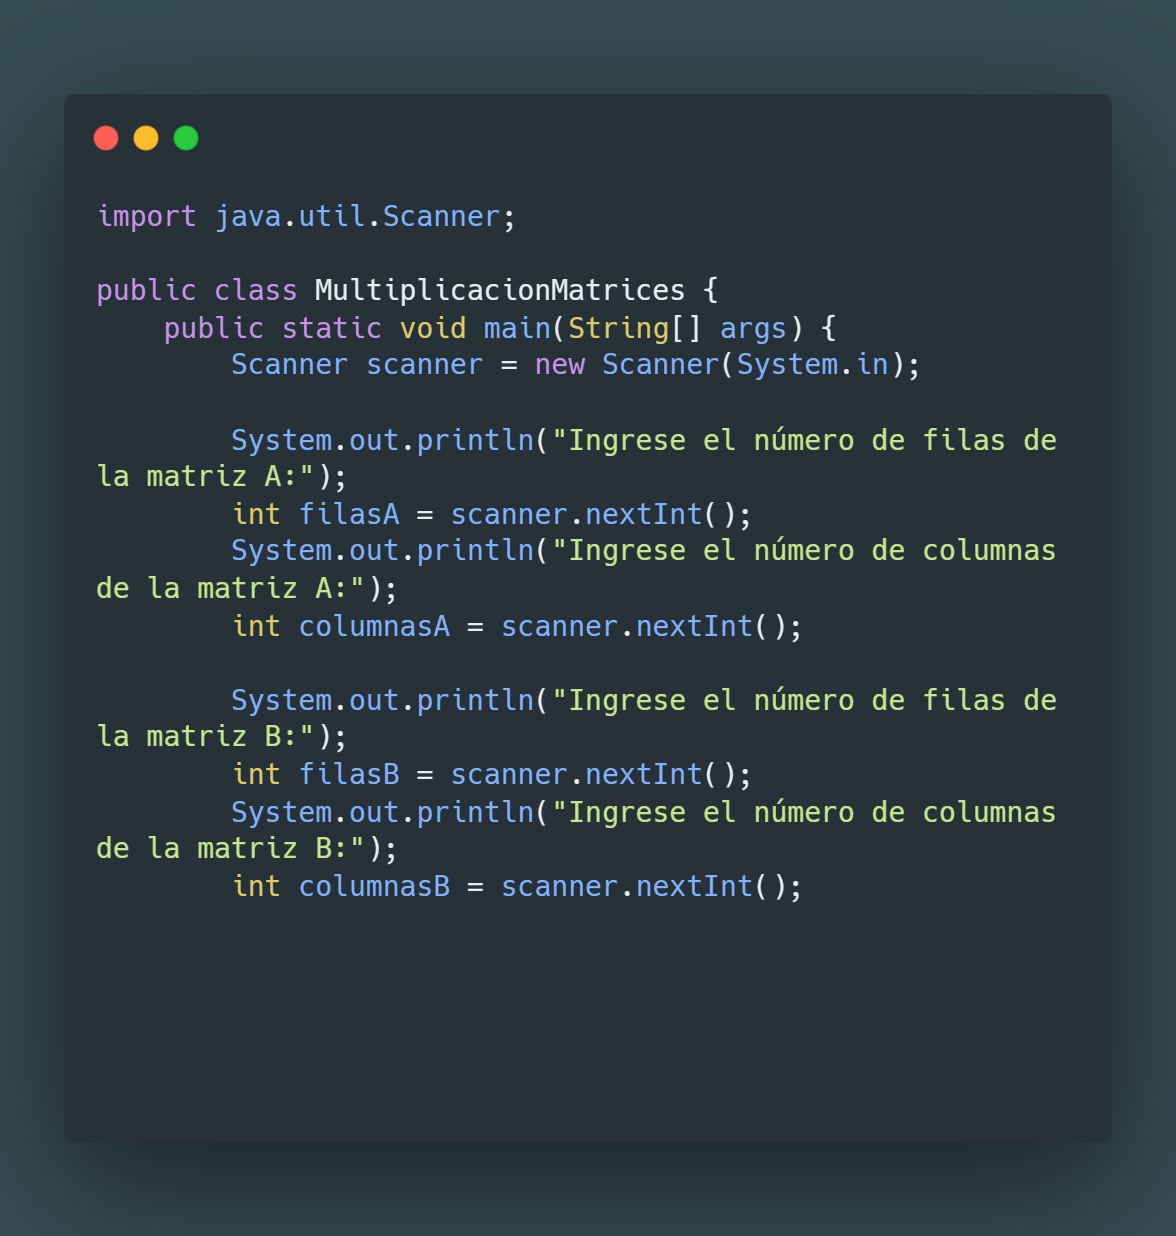 import java.util.Scanner;

public class MultiplicacionMatrices {
    public static void main(String[] args) {
        Scanner scanner = new Scanner(System.in);

        System.out.println("Ingrese el número de filas de
la matriz A:");
        int filasA = scanner.nextInt();
        System.out.println("Ingrese el número de columnas
de la matriz A:");
        int columnasA = scanner.nextInt();

        System.out.println("Ingrese el número de filas de
la matriz B:");
        int filasB = scanner.nextInt();
        System.out.println("Ingrese el número de columnas
de la matriz B:");
        int columnasB = scanner.nextInt();